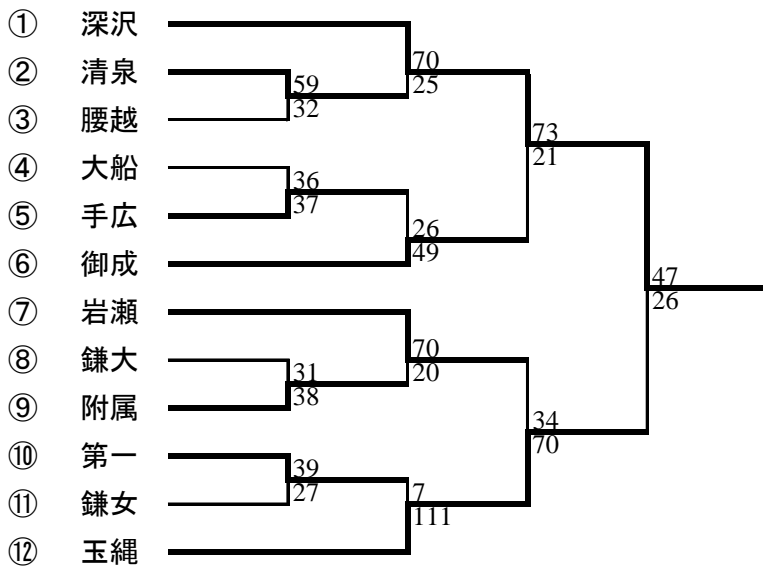 ① 深沢
② 清泉
③ 腰越
④ 大船
⑤ 手広
⑥ 御成
⑦ 岩瀬
⑧ 鎌大
⑨ 附属
⑩ 第一
⑪ 鎌女
⑫ 玉縄
59
32
36
37
31
38
39
27
70
25
26
49
70
20
7
111
73
21
34
70
47
26